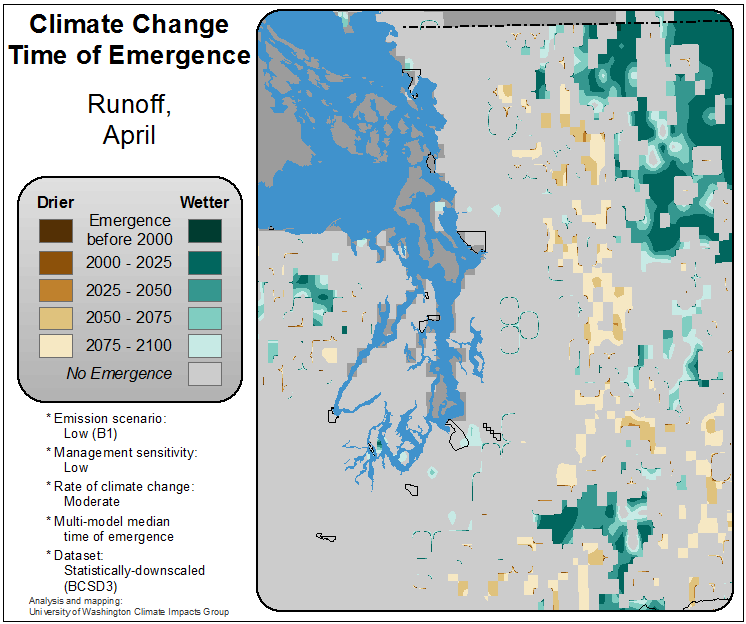 Climate Change
Time of Emergence
Runoff,
April
Drier
Wetter
Emergence
before 2000
2000 - 2025
2025 - 2050
2050 - 2075
2075 - 2100
No Emergence
* Emission scenario:
Low (B1)
* Management sensitivity:
Low
* Rate of climate change:
Moderate
* Multi-model median
time of emergence
* Dataset:
Statistically-downscaled
(BCSD3)
Analysis and mapping:
University of Washington Climate Impacts Group